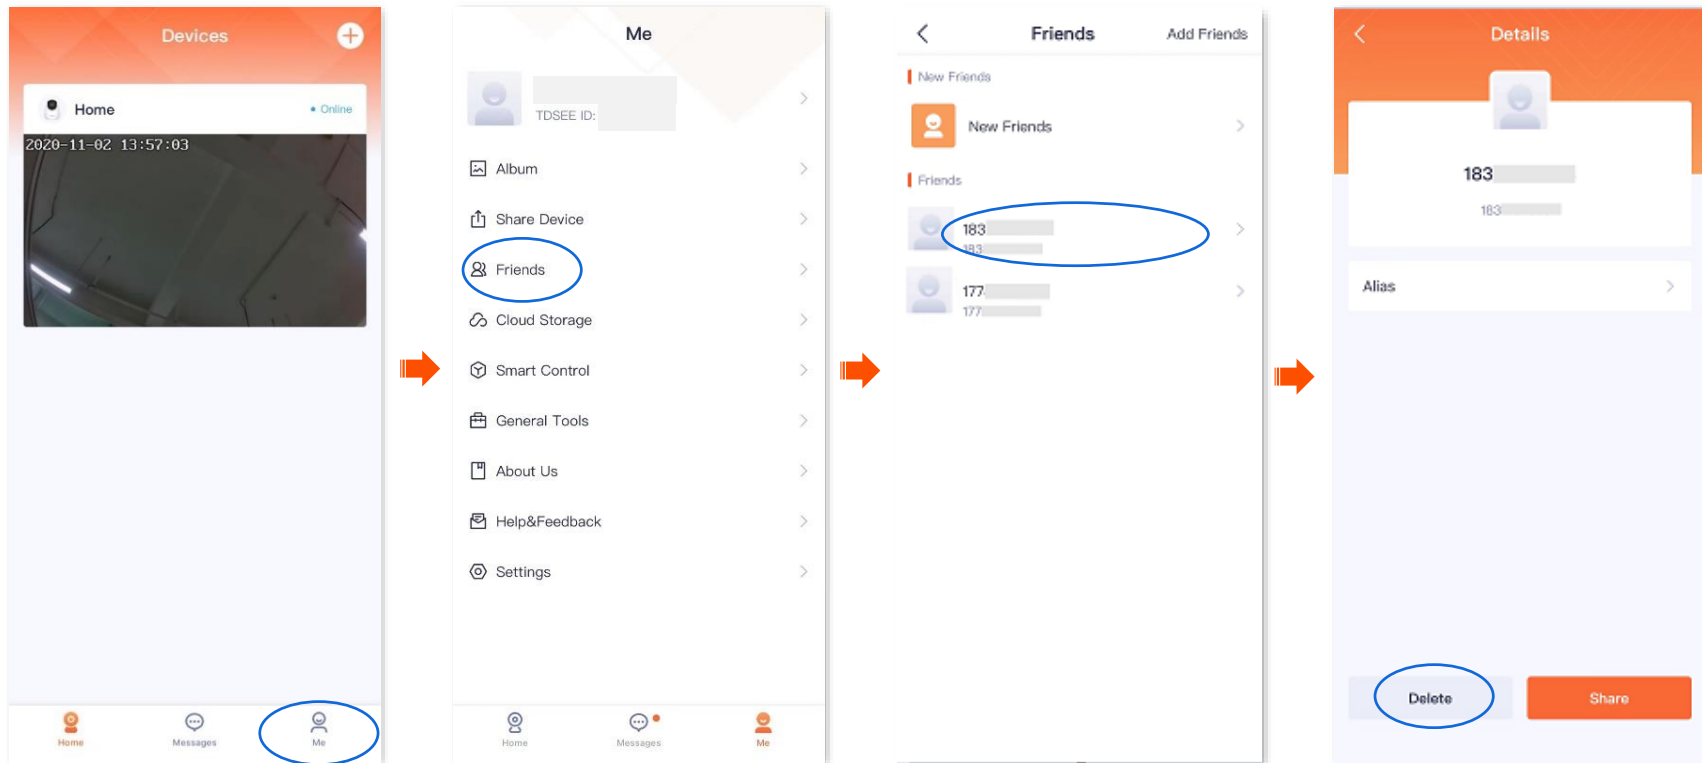 Devices
Home
Online
2020-11-02 13:57:03
Home
Messages
Me
Me
TDSEE ID:
Album
Share Device
Friends
Cloud Storage
Smart Control
General Tools
About Us
Help&Feedback
Settings
Home
Messages
Me
Friends
Add Friends
New Friends
New Friends
Friends
183
183
177
177
Details
183
183
Alias
Delete
Share